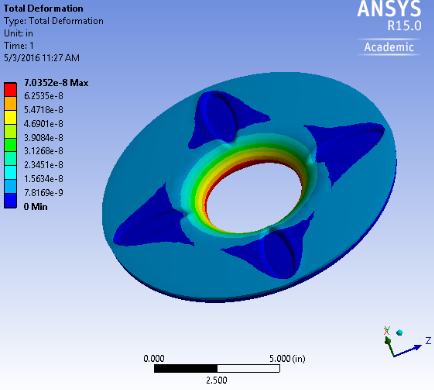 Total Deformation
Type: Total Deformation
Unit: in
Time: 1
5/3/2016 11:27 AM
ANSYS
R15.0
Academic
7.0352e-8 Max
6.2535e-8
5.4718e-8
4.6901e-8
3.9084e-8
3.1268e-8
2.3451e-8
1.5634e-8
7.8169e-9
0 Min
X
Z
0.000
5.000 (in)
2.500